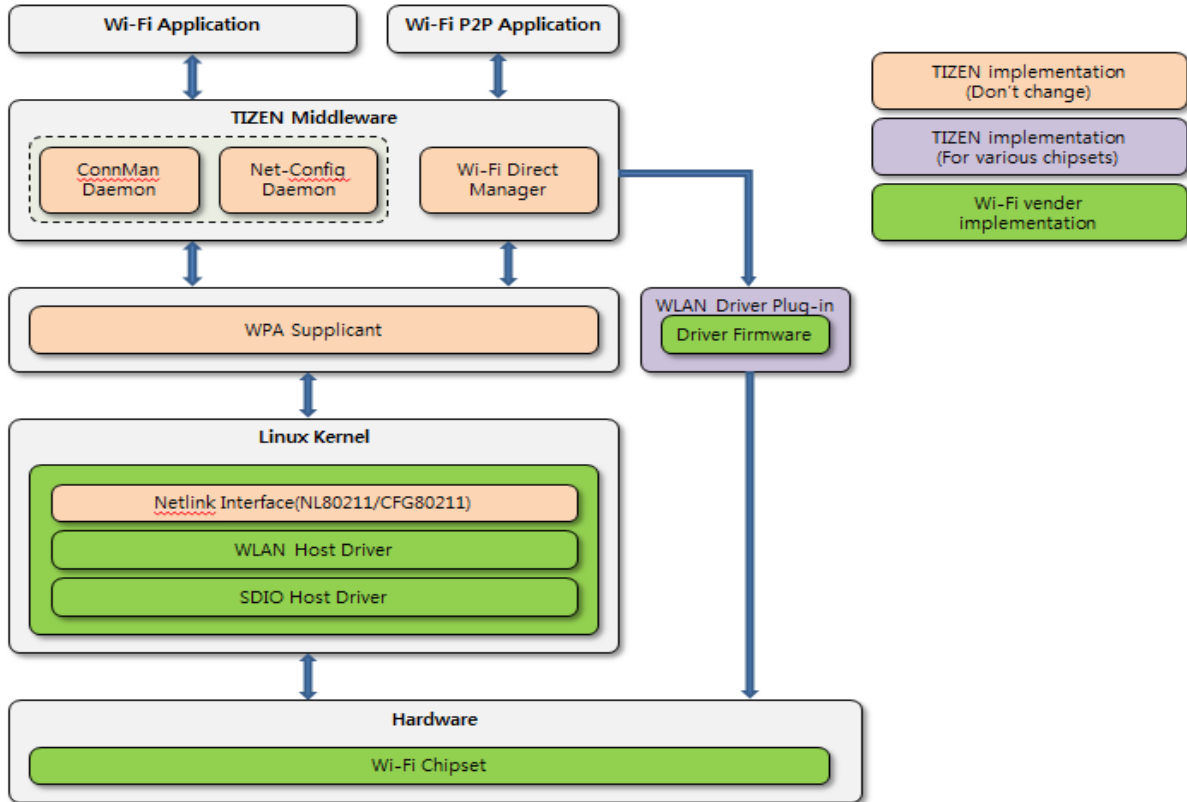 Wi-Fi Application
Wi-Fi P2P Application
TIZEN Middleware
ConnMan
Daemon
Net-Config
Daemon
Wi-Fi Direct
Manager
WPA Supplicant
WLAN Driver Plug-in
Driver Firmware
Linux Kernel
Netlink Interface(NL80211/CFG80211)
WLAN Host Driver
SDIO Host Driver
Hardware
Wi-Fi Chipset
TIZEN implementation
(Don't change)
TIZEN implementation
(For various chipsets)
Wi-Fi vender
implementation